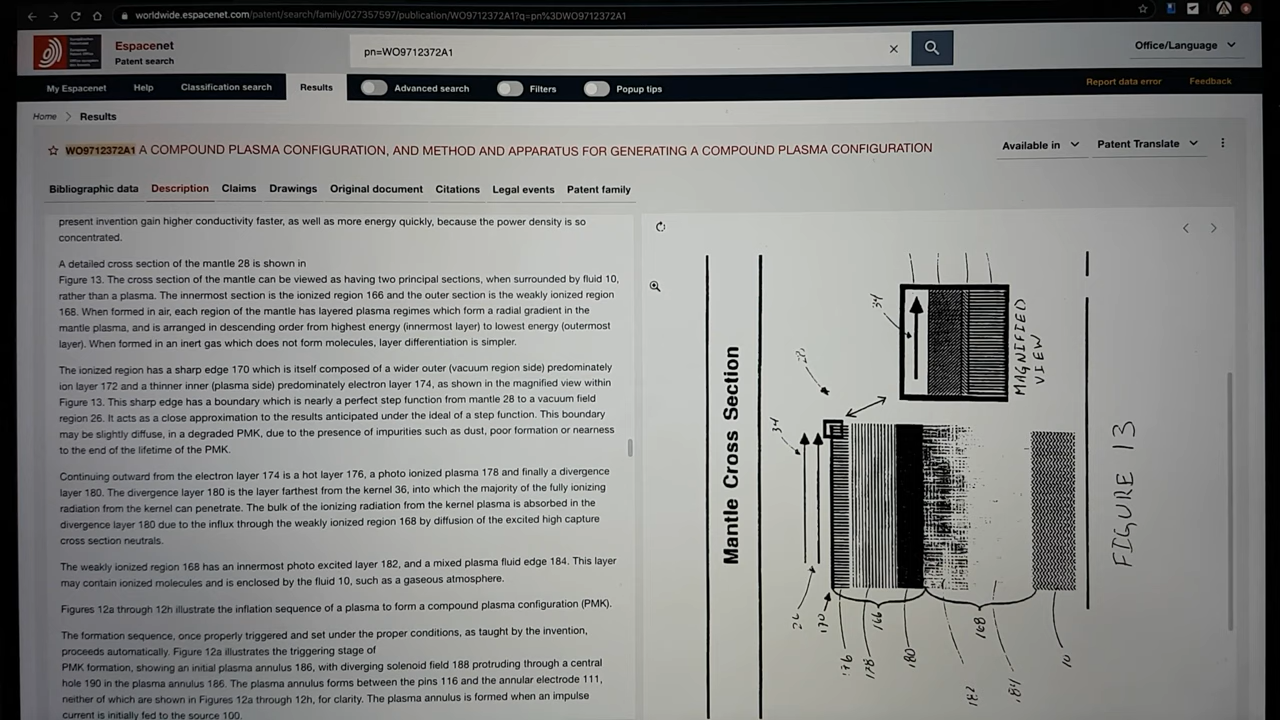 worldwide.espacenet.com/patent/search/family/027357597/publication/WO9712372A1?q=pn%3DWO9712372A1
Espacenet
Patent search
pn=WO9712372A1
Office/Language
My Espacenet Help Classification search Results Advanced search Filters Popup tips
Report data error Feedback
Home > Results
WO9712372A1 A COMPOUND PLASMA CONFIGURATION, AND METHOD AND APPARATUS FOR GENERATING A COMPOUND PLASMA CONFIGURATION
Available in Patent Translate
Bibliographic data Description Claims Drawings Original document Citations Legal events Patent family
present invention gain higher conductivity faster, as well as more energy quickly, because the power density is so
concentrated.
A detailed cross section of the mantle 28 is shown in
Figure 13. The cross section of the mantle can be viewed as having two principal sections, when surrounded by fluid 10,
rather than a plasma. The innermost section is the ionized region 166 and the outer section is the weakly ionized region
168. When formed in air, each region of the mantle has layered plasma regimes which form a radial gradient in the
mantle plasma, and is arranged in descending order from highest energy (innermost layer) to lowest energy (outermost
layer). When formed in an inert gas which does not form molecules, layer differentiation is simpler.
The ionized region has a sharp edge 170 which is itself composed of a wider outer (vacuum region side) predominately
ion layer 172 and a thinner inner (plasma side) predominately electron layer 174, as shown in the magnified view within
Figure 13. This sharp edge has a boundary which is nearly a perfect step function from mantle 28 to a vacuum field
region 26. It acts as a close approximation to the results anticipated under the ideal of a step function. This boundary
may be slightly diffuse, in a degraded PMK, due to the presence of impurities such as dust, poor formation or nearness
to the end of the lifetime of the PMK.
Continuing outward from the electron layer 174 is a hot layer 176, a photo ionized plasma 178 and finally a divergence
layer 180. The divergence layer 180 is the layer farthest from the kernel 36, into which the majority of the fully ionizing
radiation from the kernel can penetrate. The bulk of the ionizing radiation from the kernel plasma is absorbed in the
divergence layer 180 due to the influx through the weakly ionized region 168 by diffusion of the excited high capture
cross section neutrals.
The weakly ionized region 168 has an innermost photo excited layer 182, and a mixed plasma fluid edge 184. This layer
may contain ionized molecules and is enclosed by the fluid 10, such as a gaseous atmosphere.
Figures 12a through 12h illustrate the inflation sequence of a plasma to form a compound plasma configuration (PMK).
The formation sequence, once properly triggered and set under the proper conditions, as taught by the invention,
proceeds automatically. Figure 12a illustrates the triggering stage of
PMK formation, showing an initial plasma annulus 186, with diverging solenoid field 188 protruding through a central
hole 190 in the plasma annulus 186. The plasma annulus forms between the pins 116 and the annular electrode 111,
neither of which are shown in Figures 12a through 12h, for clarity. The plasma annulus is formed when an impulse
current is initially fed to the source 100.
Mantle Cross Section
34
34
MAGNIFIED
VIEW
26
170
176
178
166
180
182
168
184
10
FIGURE 13